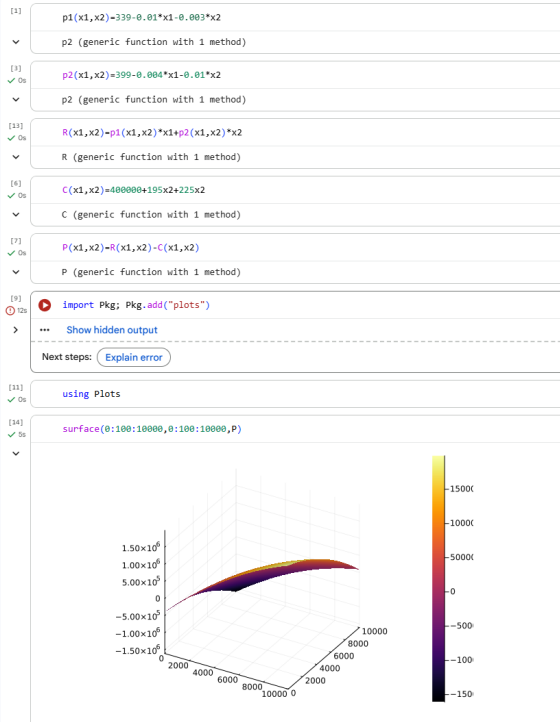 [1]
p1(x1,x2)=339-0.01*x1-0.003*x2
p2 (generic function with 1 method)
[3]
0s
p2(x1,x2)=399-0.004*x1-0.01*x2
p2 (generic function with 1 method)
[13]
0s
R(x1,x2)=p1(x1,x2)*x1+p2(x1,x2)*x2
R (generic function with 1 method)
[6]
0s
C(x1,x2)=400000+195x2+225x2
C (generic function with 1 method)
[7]
0s
P(x1,x2)=R(x1,x2)-C(x1,x2)
P (generic function with 1 method)
[9]
12s
import Pkg; Pkg.add("plots")
Show hidden output
Next steps: Explain error
[11]
0s
using Plots
[14]
5s
surface(0:100:10000,0:100:10000,P)
1.50×10⁶
1.00×10⁶
5.00×10⁵
0
−5.00×10⁵
−1.00×10⁶
−1.50×10⁶
0
2000
4000
6000
8000
10000
0
2000
4000
6000
8000
10000
15000
10000
50000
0
−500
−100
−150